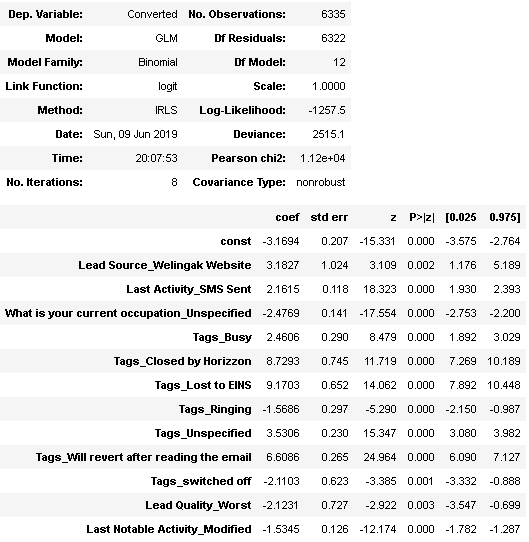 Dep. Variable: Converted No. Observations: 6335
Model: GLM Df Residuals: 6322
Model Family: Binomial Df Model: 12
Link Function: logit Scale: 1.0000
Method: IRLS Log-Likelihood: -1257.5
Date: Sun, 09 Jun 2019 Deviance: 2515.1
Time: 20:07:53 Pearson chi2: 1.12e+04
No. Iterations: 8 Covariance Type: nonrobust
coef std err z P>|z| [0.025 0.975]
const -3.1694 0.207 -15.331 0.000 -3.575 -2.764
Lead Source_Welingak Website 3.1827 1.024 3.109 0.002 1.176 5.189
Last Activity_SMS Sent 2.1615 0.118 18.323 0.000 1.930 2.393
What is your current occupation_Unspecified -2.4769 0.141 -17.554 0.000 -2.753 -2.200
Tags_Busy 2.4606 0.290 8.479 0.000 1.892 3.029
Tags_Closed by Horizzon 8.7293 0.745 11.719 0.000 7.269 10.189
Tags_Lost to EINS 9.1703 0.652 14.062 0.000 7.892 10.448
Tags_Ringing -1.5686 0.297 -5.290 0.000 -2.150 -0.987
Tags_Unspecified 3.5306 0.230 15.347 0.000 3.080 3.982
Tags_Will revert after reading the email 6.6086 0.265 24.964 0.000 6.090 7.127
Tags_switched off -2.1103 0.623 -3.385 0.001 -3.332 -0.888
Lead Quality_Worst -2.1231 0.727 -2.922 0.003 -3.547 -0.699
Last Notable Activity_Modified -1.5345 0.126 -12.174 0.000 -1.782 -1.287